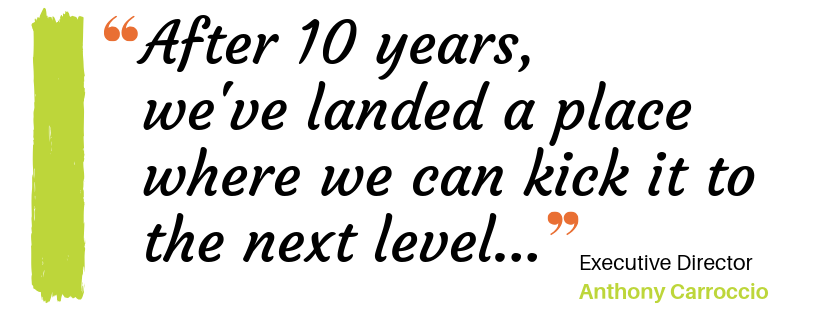 “After 10 years,
we've landed a place
where we can kick it to
the next level...”
Executive Director
Anthony Carroccio